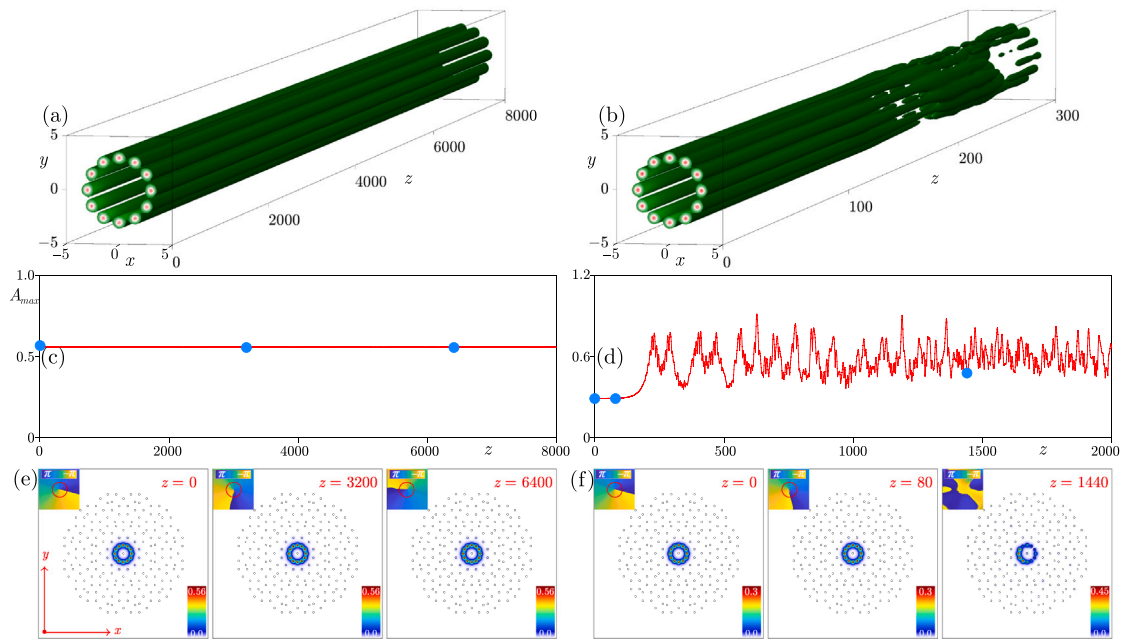 (a)
5
y
0
−5
−5
0
x
5
0
2000
4000
z
6000
8000
(b)
5
y
0
−5
−5
0
x
5
0
100
z
200
300
1.0
A_max
0.5
(c)
0
0
2000
4000
6000
z
8000
1.2
0.6
(d)
0
0
500
1000
1500
z
2000
(e)
π −π
z = 0
y
x
0.56
0.0
π −π
z = 3200
0.56
0.0
π −π
z = 6400
0.56
0.0
(f)
π −π
z = 0
0.3
0.0
π −π
z = 80
0.3
0.0
π −π
z = 1440
0.45
0.0